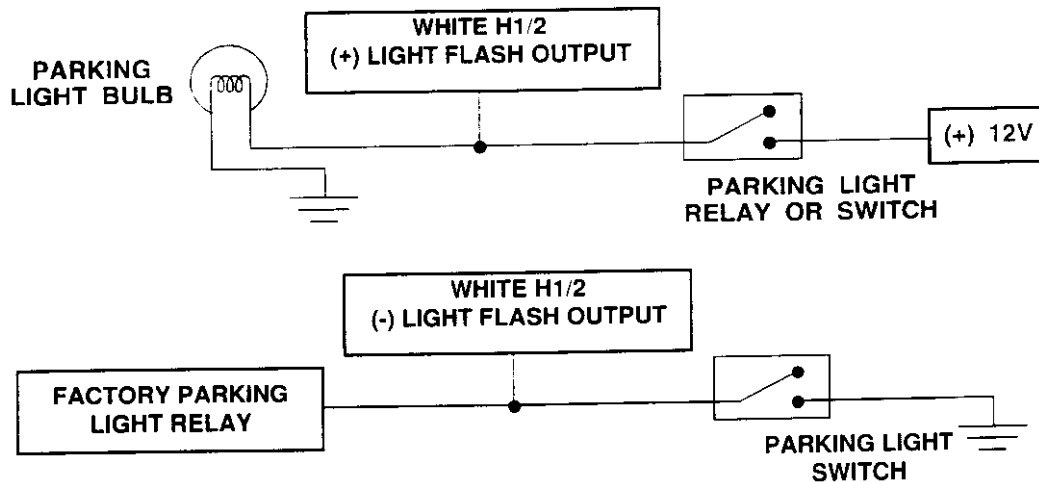 WHITE H1/2
(+) LIGHT FLASH OUTPUT
PARKING
LIGHT BULB
(+) 12V
PARKING LIGHT
RELAY OR SWITCH
WHITE H1/2
(-) LIGHT FLASH OUTPUT
FACTORY PARKING
LIGHT RELAY
PARKING LIGHT
SWITCH